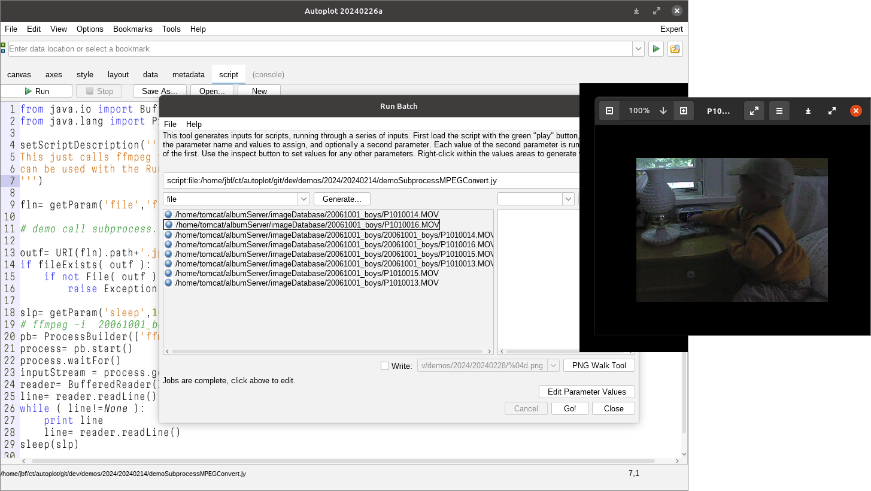 Autoplot 20240226a
File Edit View Options Bookmarks Tools Help Expert
Enter data location or select a bookmark
canvas axes style layout data metadata script (console)
Run Stop Save As... Open... New
1 from java.io import Buf
2 from java.lang import P
3
4 setScriptDescription('''
5 This just calls ffmpeg
6 can be used with the Ru
7 ''')
8
9 fln= getParam('file','f
10
11 # demo call subprocess.
12
13 outf= URI(fln).path+'.j
14 if fileExists( outf ):
15 if not File( outf )
16 raise Exception
17
18 slp= getParam('sleep',1
19 # ffmpeg -i 20061001_b
20 pb= ProcessBuilder(['ff
21 process= pb.start()
22 process.waitFor()
23 inputStream = process.g
24 reader= BufferedReader(
25 line= reader.readLine()
26 while ( line!=None ):
27 print line
28 line= reader.readLine()
29 sleep(slp)
30
/home/jbf/ct/autoplot/git/dev/demos/2024/20240214/demoSubprocessMPEGConvert.jy 7,1
Run Batch
File Help
This tool generates inputs for scripts, running through a series of inputs. First load the script with the green "play" button,
the parameter name and values to assign, and optionally a second parameter. Each value of the second parameter is run
of the first. Use the inspect button to set values for any other parameters. Right-click within the values areas to generate
script:file:/home/jbf/ct/autoplot/git/dev/demos/2024/20240214/demoSubprocessMPEGConvert.jy
file Generate...
/home/tomcat/albumServer/imageDatabase/20061001_boys/P1010014.MOV
/home/tomcat/albumServer/imageDatabase/20061001_boys/P1010016.MOV
/home/tomcat/albumServer/imageDatabase/20061001_boys/20061001_boys/P1010014.MOV
/home/tomcat/albumServer/imageDatabase/20061001_boys/20061001_boys/P1010016.MOV
/home/tomcat/albumServer/imageDatabase/20061001_boys/20061001_boys/P1010015.MOV
/home/tomcat/albumServer/imageDatabase/20061001_boys/20061001_boys/P1010013.MOV
/home/tomcat/albumServer/imageDatabase/20061001_boys/P1010015.MOV
/home/tomcat/albumServer/imageDatabase/20061001_boys/P1010013.MOV
Write: v/demos/2024/20240228/%04d.png PNG Walk Tool
Jobs are complete, click above to edit.
Edit Parameter Values
Cancel Go! Close
100% P10...